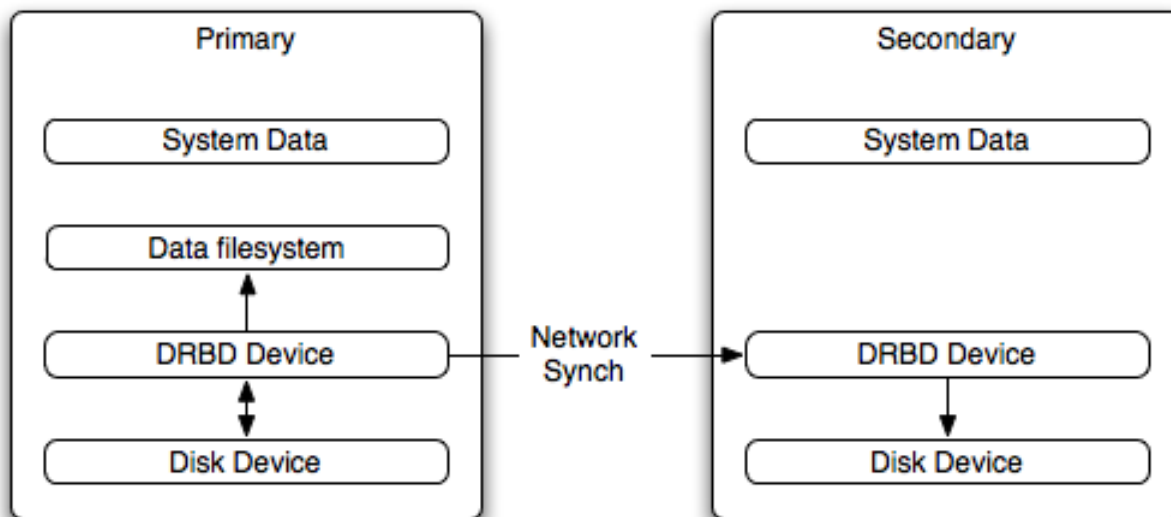 Primary
System Data
Data filesystem
DRBD Device
Disk Device
Network
Synch
Secondary
System Data
DRBD Device
Disk Device